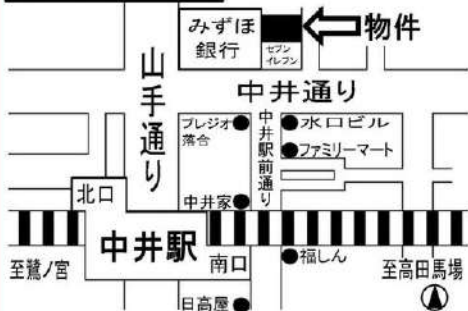 みずほ
銀行
セブン
イレブン
物件
山手通り
中井通り
プレジオ
落合
中井駅前通り
水口ビル
ファミリーマート
北口
中井家
中井駅
南口
福しん
至鷺ノ宮
至高田馬場
日高屋